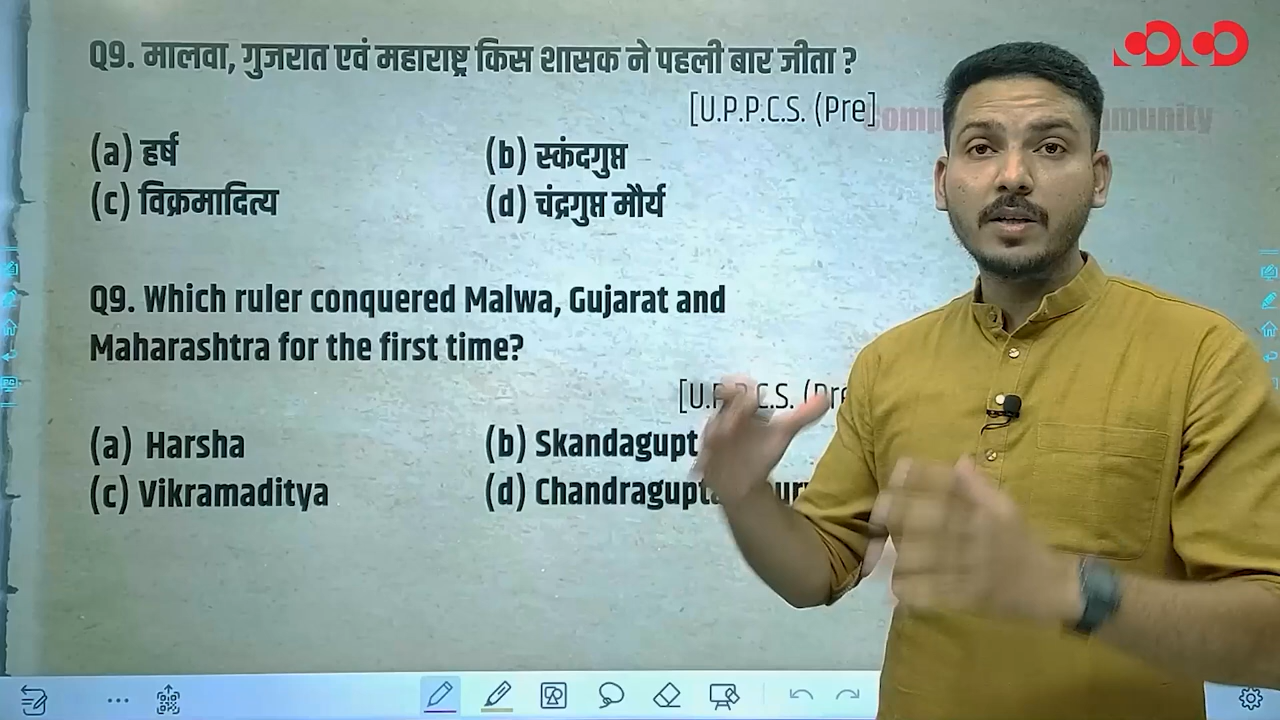 Q9. मालवा, गुजरात एवं महाराष्ट्र किस शासक ने पहली बार जीता ?
[U.P.P.C.S. (Pre]
(a) हर्ष
(b) स्कंदगुप्त
(c) विक्रमादित्य
(d) चंद्रगुप्त मौर्य
Q9. Which ruler conquered Malwa, Gujarat and
Maharashtra for the first time?
(a) Harsha
(b) Skandagupt
(c) Vikramaditya
(d)